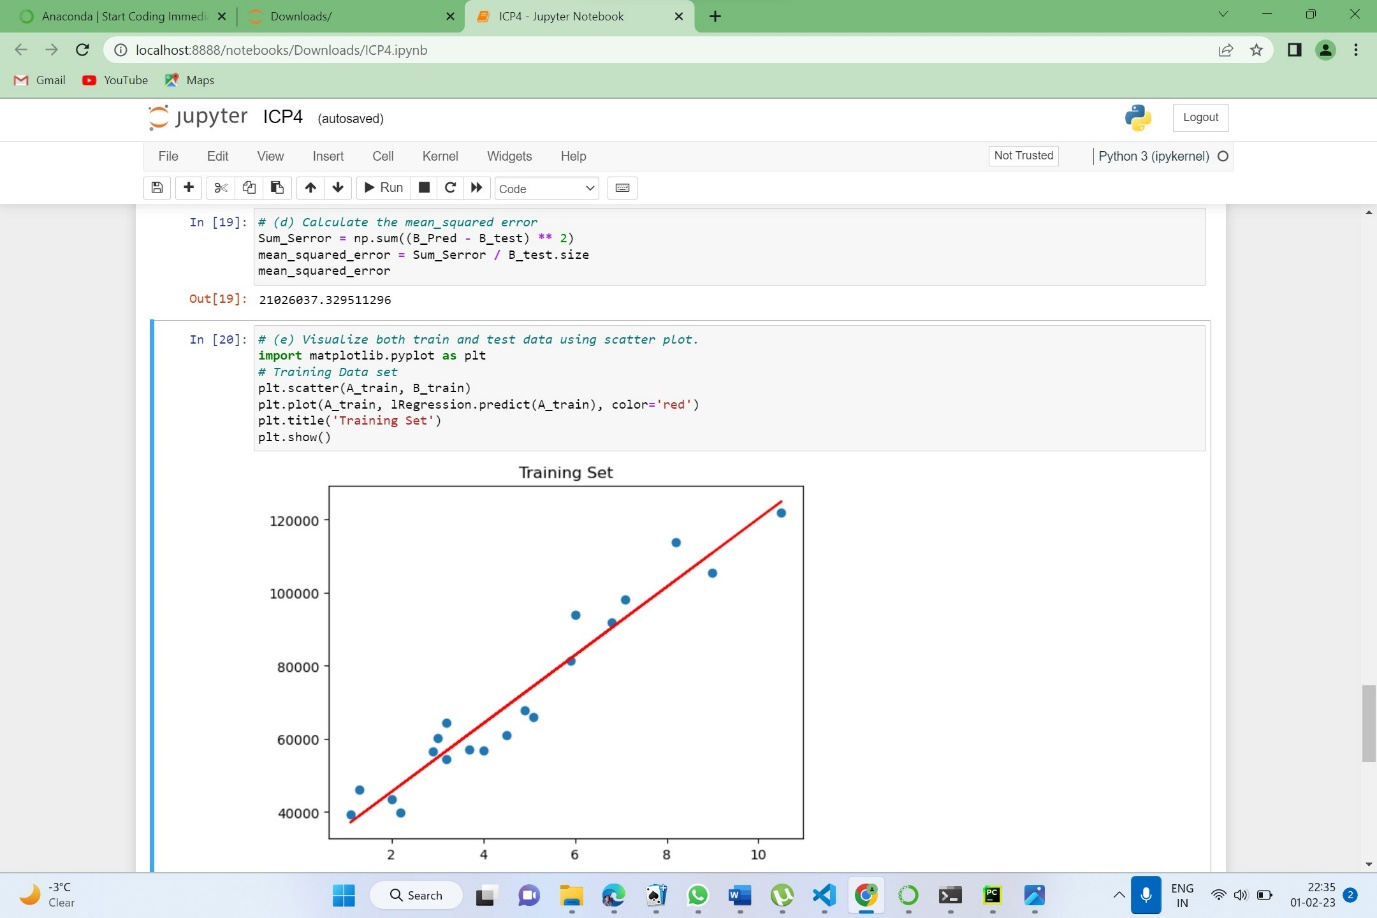 Anaconda | Start Coding Immedi
Downloads/
ICP4 - Jupyter Notebook
localhost:8888/notebooks/Downloads/ICP4.ipynb
Gmail
YouTube
Maps
jupyter ICP4 (autosaved)
Logout
File Edit View Insert Cell Kernel Widgets Help
Not Trusted
Python 3 (ipykernel)
Run
Code
In [19]:
# (d) Calculate the mean_squared error
Sum_Serror = np.sum((B_Pred - B_test) ** 2)
mean_squared_error = Sum_Serror / B_test.size
mean_squared_error
Out[19]: 21026037.329511296
In [20]:
# (e) Visualize both train and test data using scatter plot.
import matplotlib.pyplot as plt
# Training Data set
plt.scatter(A_train, B_train)
plt.plot(A_train, lRegression.predict(A_train), color='red')
plt.title('Training Set')
plt.show()
Training Set
120000
100000
80000
60000
40000
2 4 6 8 10
-3°C
Clear
Search
ENG
IN
22:35
01-02-23
2